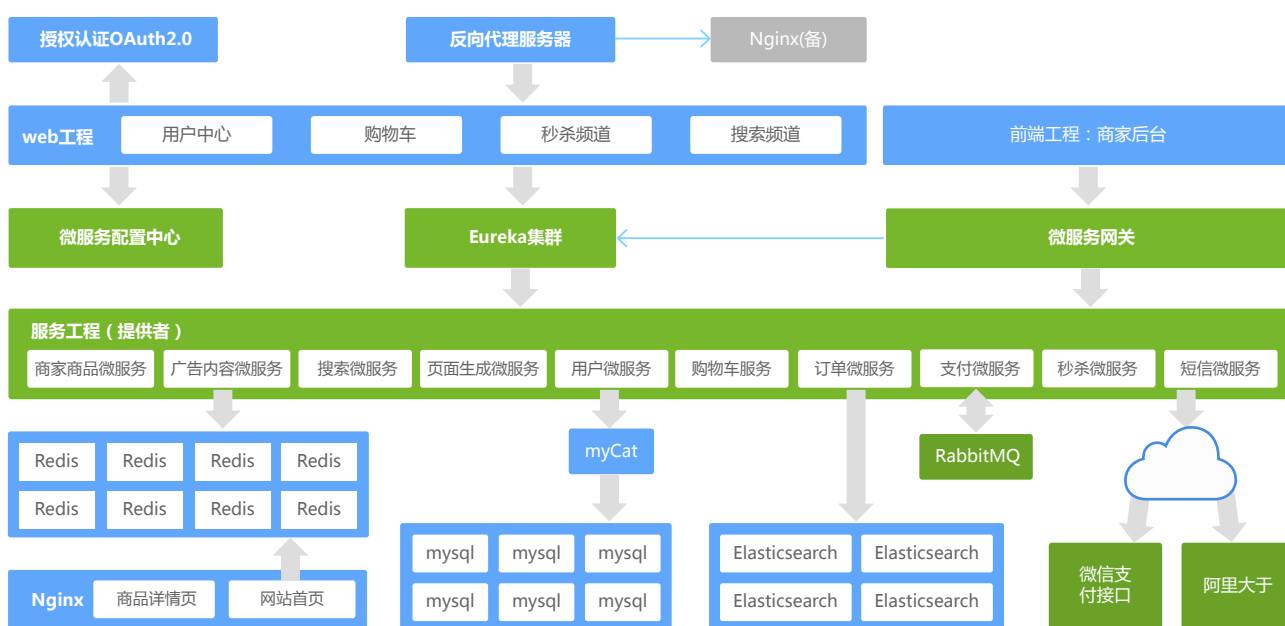 授权认证OAuth2.0
反向代理服务器
Nginx(备)
web工程
用户中心
购物车
秒杀频道
搜索频道
前端工程：商家后台
微服务配置中心
Eureka集群
微服务网关
服务工程（提供者）
商家商品微服务
广告内容微服务
搜索微服务
页面生成微服务
用户微服务
购物车服务
订单微服务
支付微服务
秒杀微服务
短信微服务
Redis
Redis
Redis
Redis
Redis
Redis
Redis
Redis
myCat
RabbitMQ
mysql
mysql
mysql
mysql
mysql
mysql
Elasticsearch
Elasticsearch
Elasticsearch
Elasticsearch
微信支
付接口
阿里大于
Nginx
商品详情页
网站首页